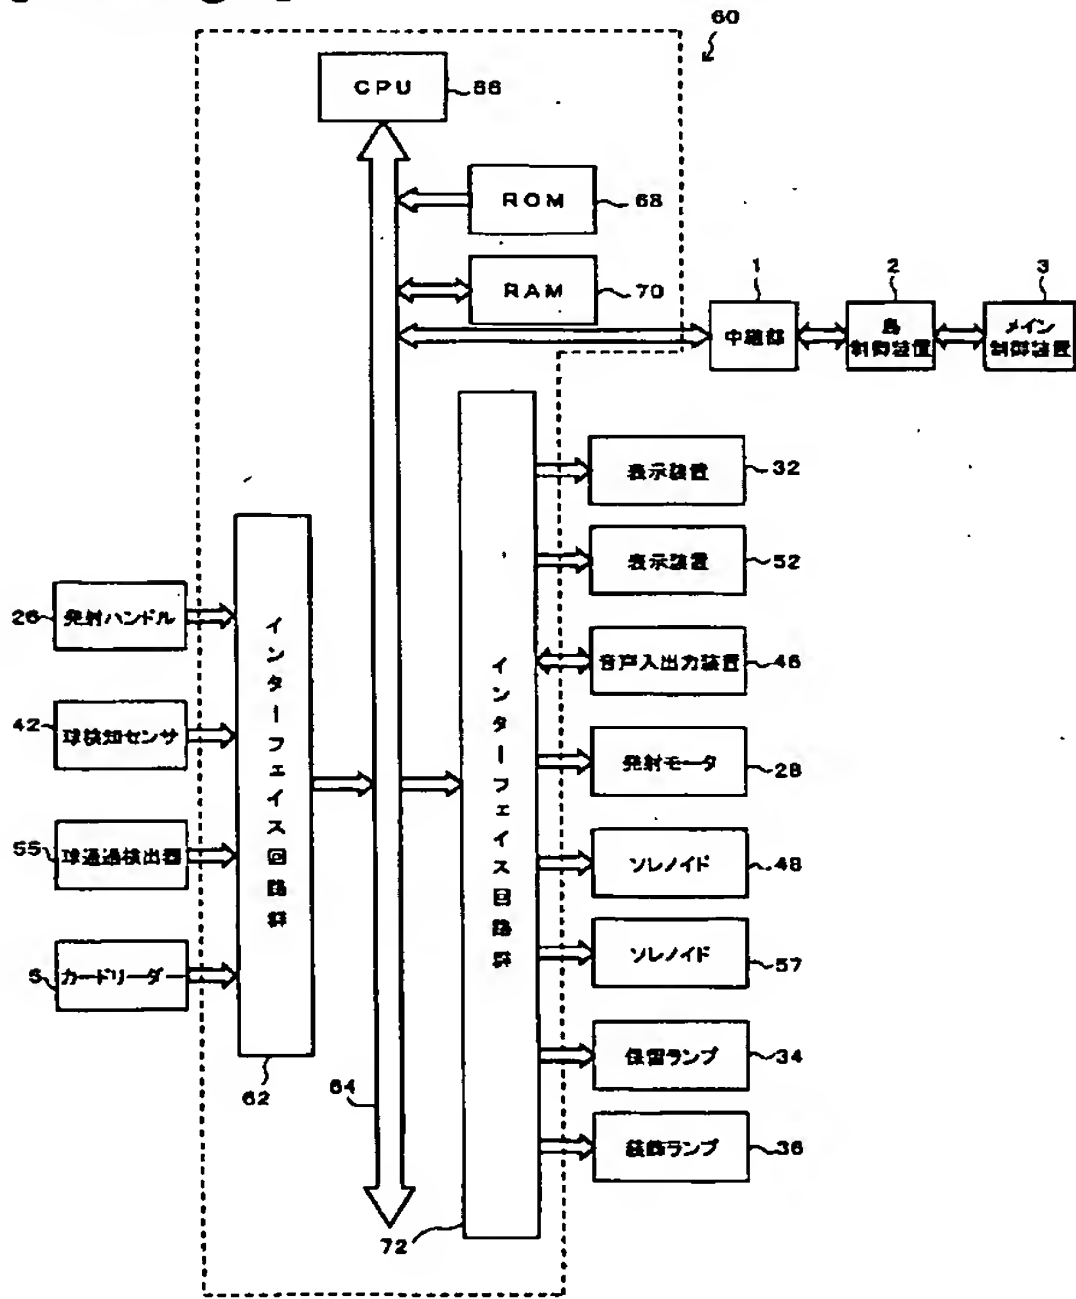 60
CPU
66
ROM
68
RAM
70
1
2
3
中継部
島
制御装置
メイン
制御装置
表示装置
32
表示装置
52
26
発射ハンドル
音声入出力装置
46
42
球検知センサ
発射モータ
28
55
球通過検出器
ソレノイド
48
5
カードリーダー
ソレノイド
57
インターフェイス回路群
62
64
インターフェイス回路群
72
保留ランプ
34
装飾ランプ
36